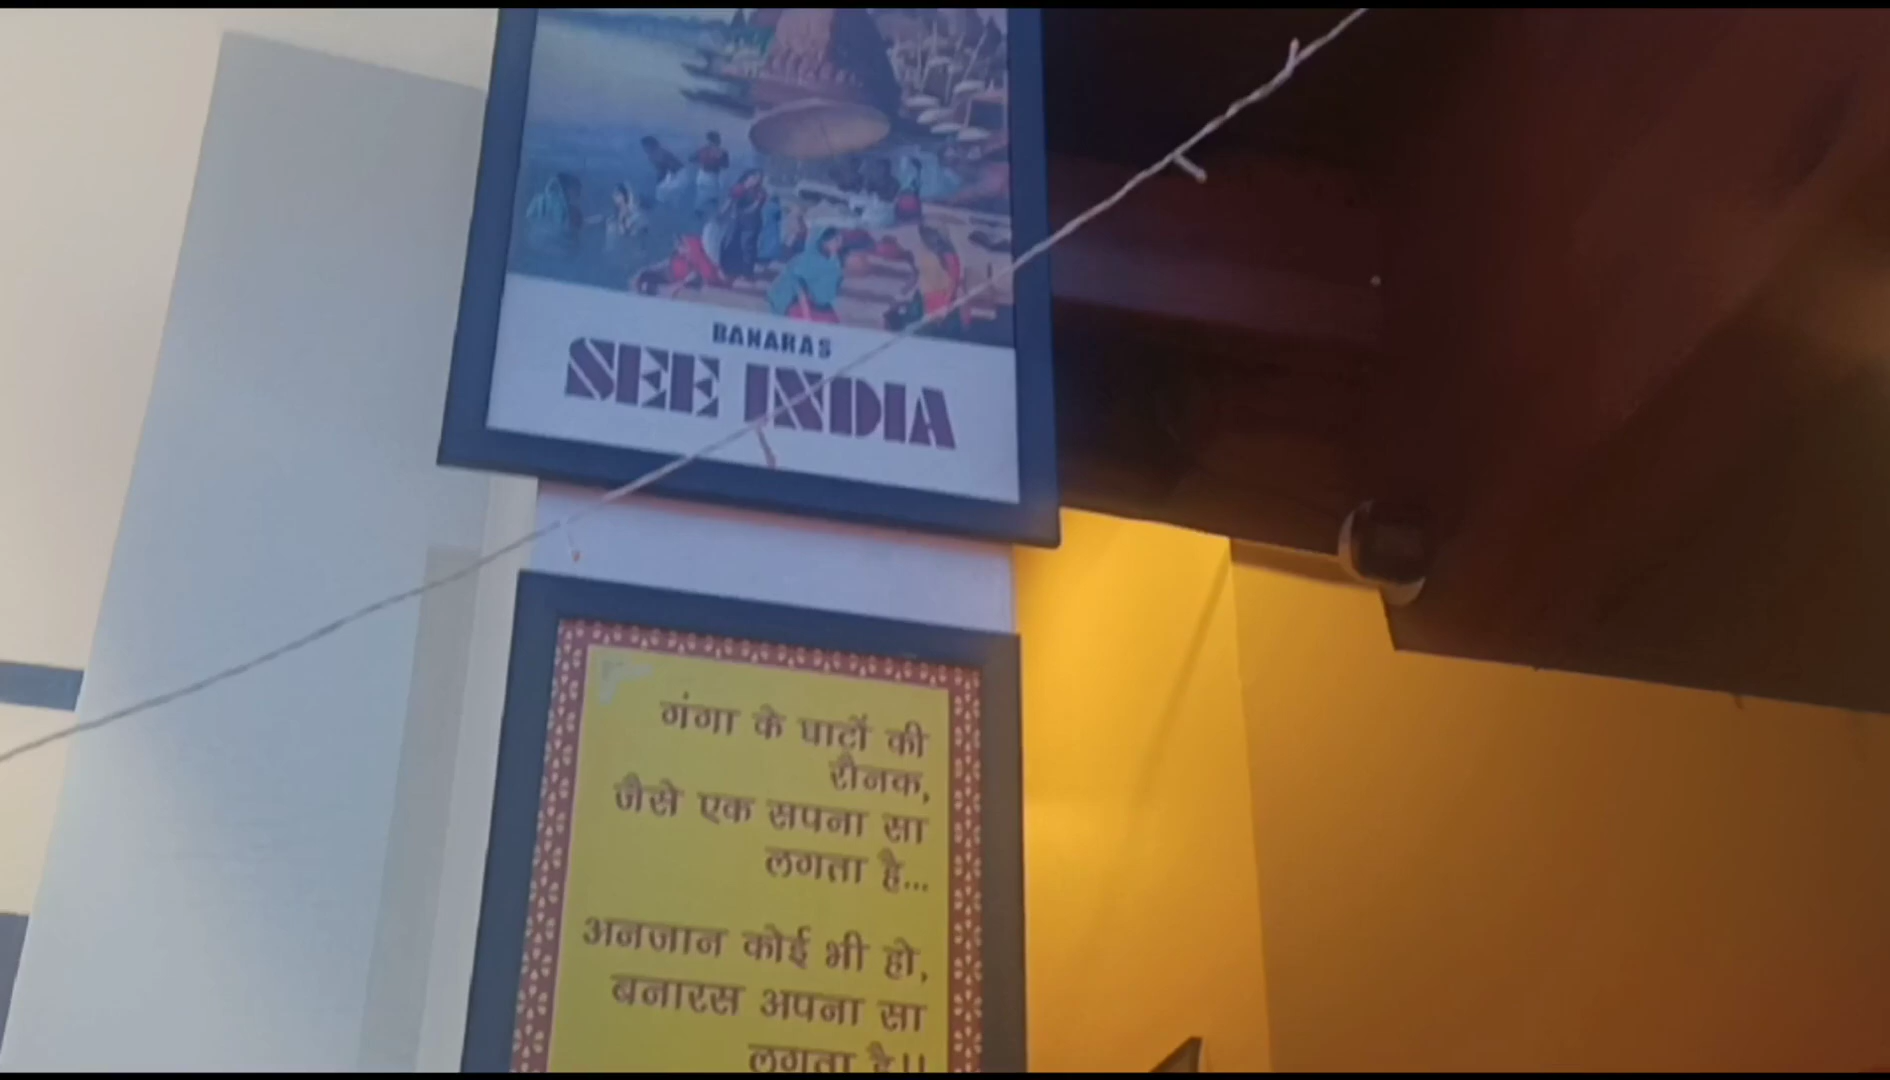 BANARAS
SEE INDIA
गंगा के घाटों की
रौनक,
जैसे एक सपना सा
लगता है...
अनजान कोई भी हो,
बनारस अपना सा
लगता है!!